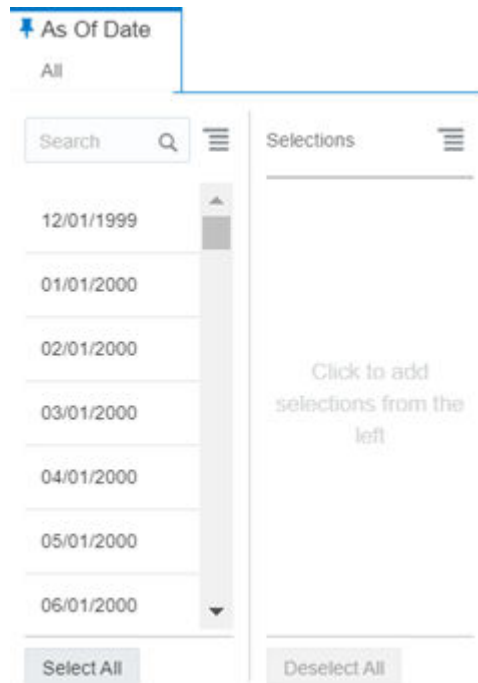 As Of Date
All
Search
12/01/1999
01/01/2000
02/01/2000
03/01/2000
04/01/2000
05/01/2000
06/01/2000
Select All
Selections
Click to add
selections from the
left
Deselect All